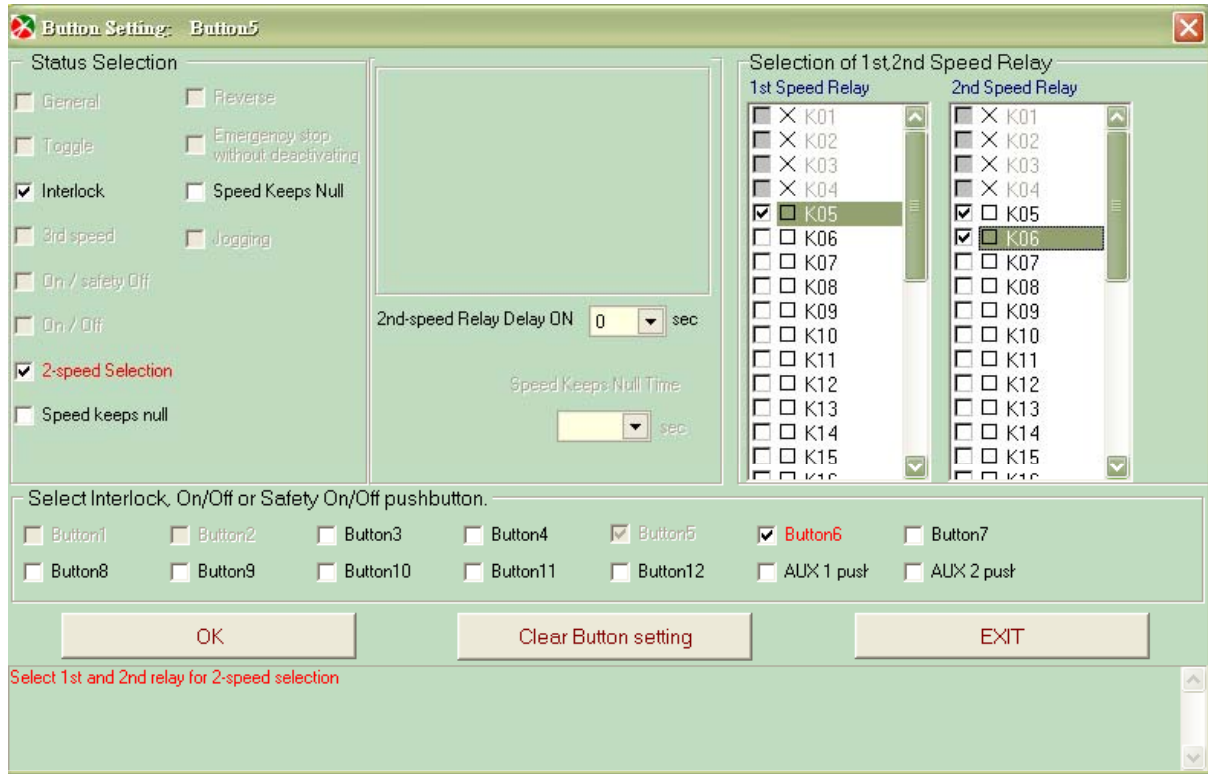 Button Setting:   Button5
Status Selection
General
Reverse
Toggle
Emergency stop
without deactivating
Interlock
Speed Keeps Null
3rd speed
Jogging
On / safety Off
On / Off
2-speed Selection
Speed keeps null
2nd-speed Relay Delay ON 0 sec
Speed Keeps Null Time
sec
Selection of 1st,2nd Speed Relay
1st Speed Relay
K01
K02
K03
K04
K05
K06
K07
K08
K09
K10
K11
K12
K13
K14
K15
K16
2nd Speed Relay
K01
K02
K03
K04
K05
K06
K07
K08
K09
K10
K11
K12
K13
K14
K15
K16
Select Interlock, On/Off or Safety On/Off pushbutton.
Button1 Button2 Button3 Button4 Button5 Button6 Button7
Button8 Button9 Button10 Button11 Button12 AUX 1 push AUX 2 push
OK Clear Button setting EXIT
Select 1st and 2nd relay for 2-speed selection